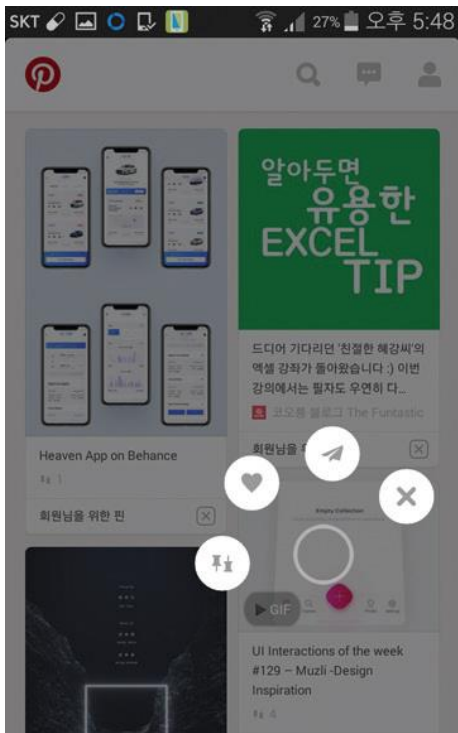 SKT
27%
오후 5:48
알아두면
유용한
EXCEL
TIP
드디어 기다리던 '친절한 혜강씨'의
엑셀 강좌가 돌아왔습니다 :) 이번
강의에서는 필자도 우연히 다...
코오롱 블로그 The Funtastic
회원님을
Heaven App on Behance
1
회원님을 위한 핀
Empty Collection
GIF
UI Interactions of the week
#129 – Muzli -Design
Inspiration
4